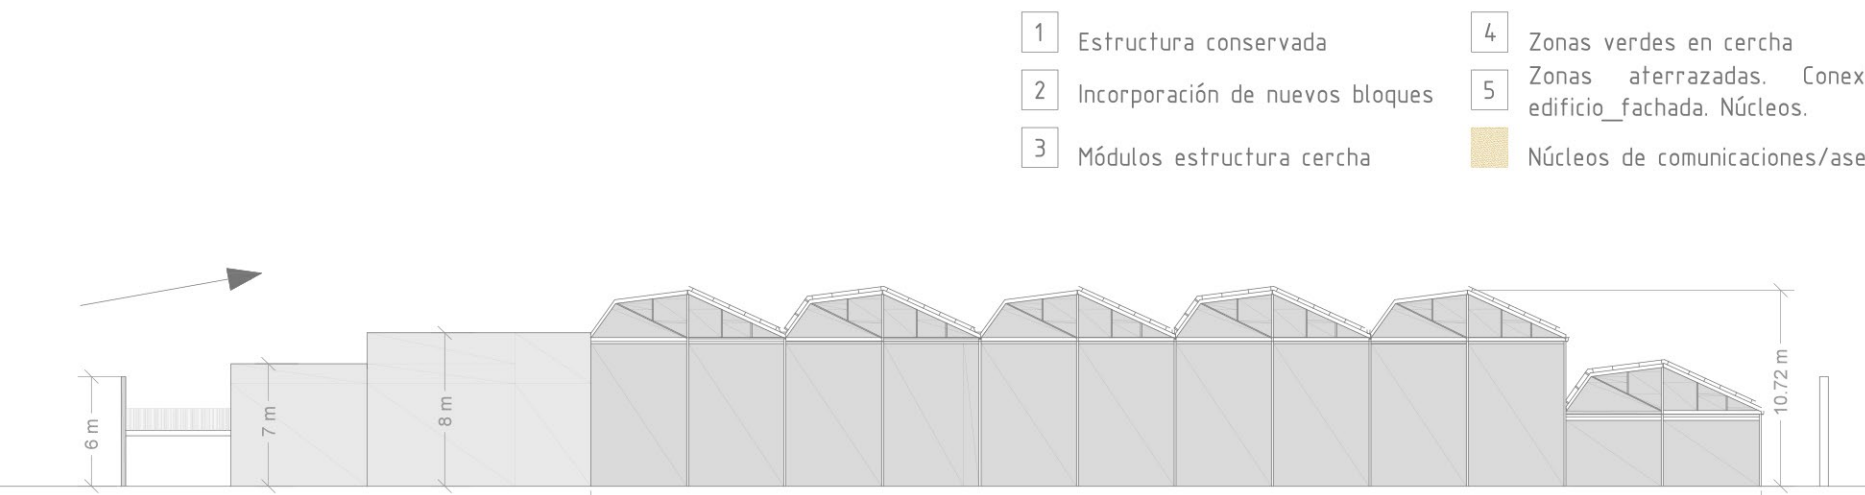 1 Estructura conservada
2 Incorporación de nuevos bloques
3 Módulos estructura cercha
4 Zonas verdes en cercha
5 Zonas aterrazadas. Conex
edificio_fachada. Núcleos.
Núcleos de comunicaciones/ase
6 m
7 m
8 m
10.72 m